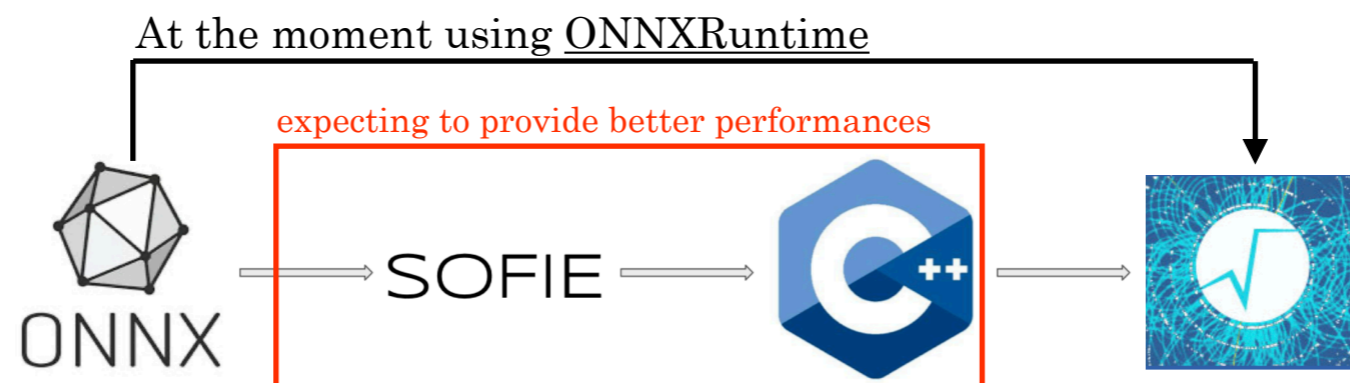 At the moment using ONNXRuntime
expecting to provide better performances
SOFIE
C++
ONNX